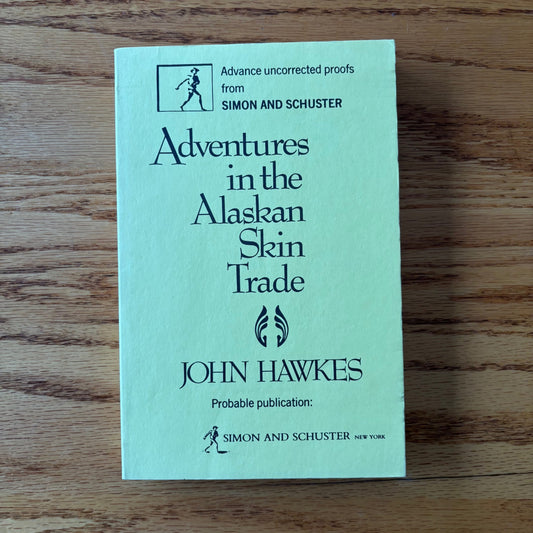 Advance uncorrected proofs
from
SIMON AND SCHUSTER
Adventures
in the
Alaskan
Skin
Trade
JOHN HAWKES
Probable publication:
SIMON AND SCHUSTER NEW YORK